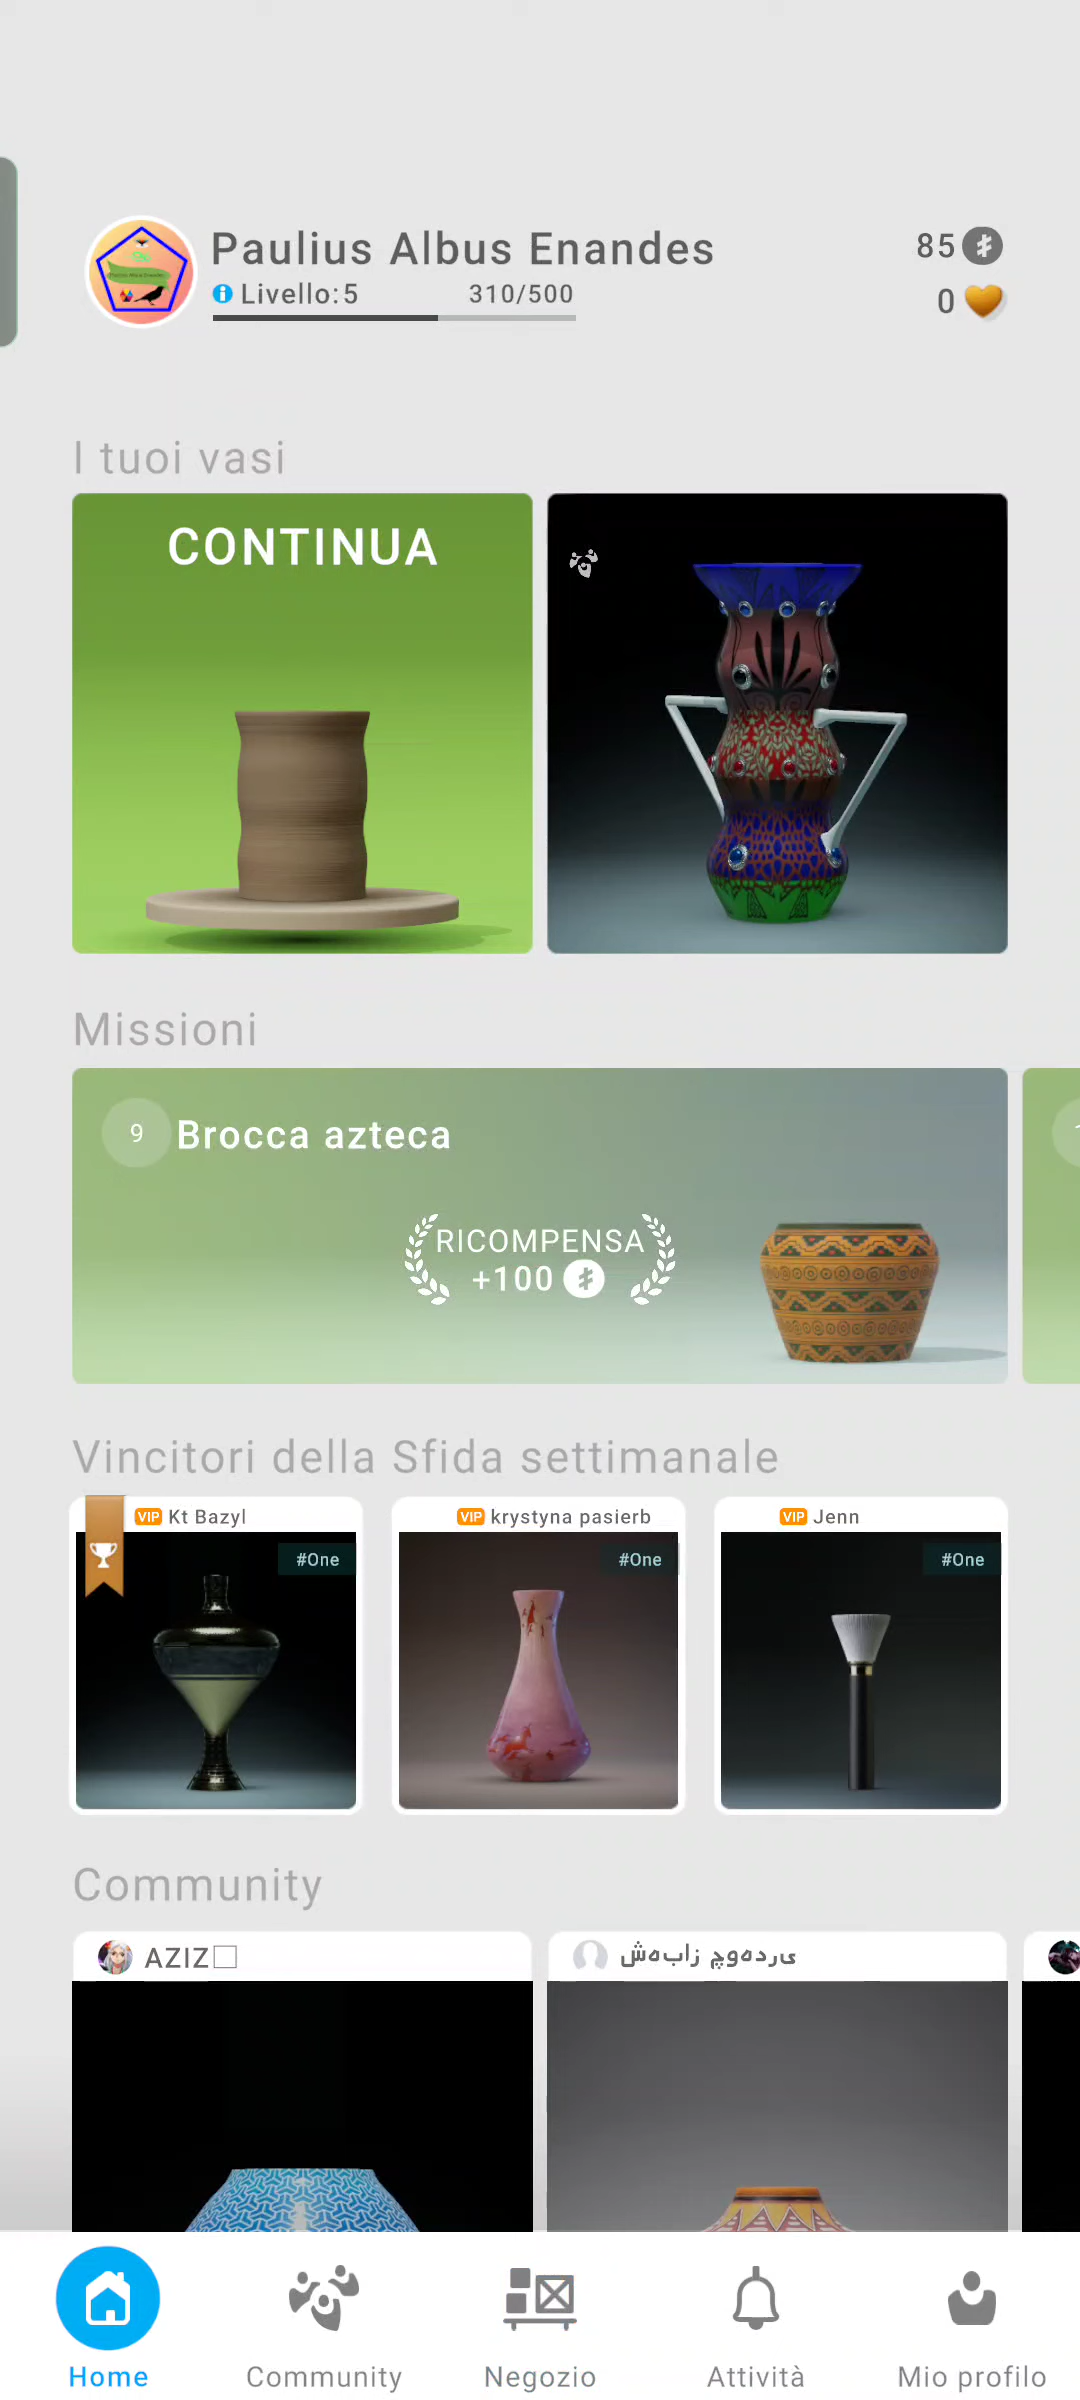 Paulius Albus Enandes
Livello:5
310/500
85
0
I tuoi vasi
CONTINUA
Missioni
9
Brocca azteca
RICOMPENSA
+100
Vincitori della Sfida settimanale
VIP Kt Bazyl
#One
VIP krystyna pasierb
#One
VIP Jenn
#One
Community
AZIZ
یردەوچ زابەش
Home
Community
Negozio
Attività
Mio profilo